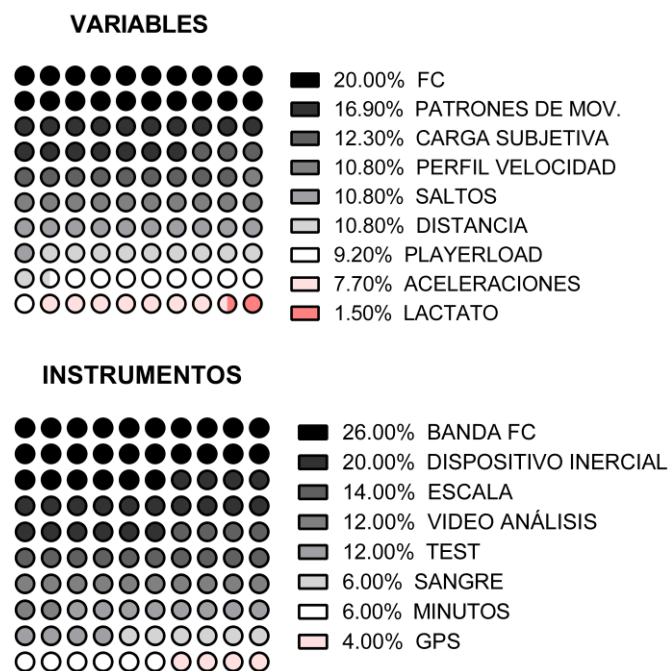 VARIABLES
20.00% FC
16.90% PATRONES DE MOV.
12.30% CARGA SUBJETIVA
10.80% PERFIL VELOCIDAD
10.80% SALTOS
10.80% DISTANCIA
9.20% PLAYERLOAD
7.70% ACELERACIONES
1.50% LACTATO
INSTRUMENTOS
26.00% BANDA FC
20.00% DISPOSITIVO INERCIAL
14.00% ESCALA
12.00% VIDEO ANÁLISIS
12.00% TEST
6.00% SANGRE
6.00% MINUTOS
4.00% GPS